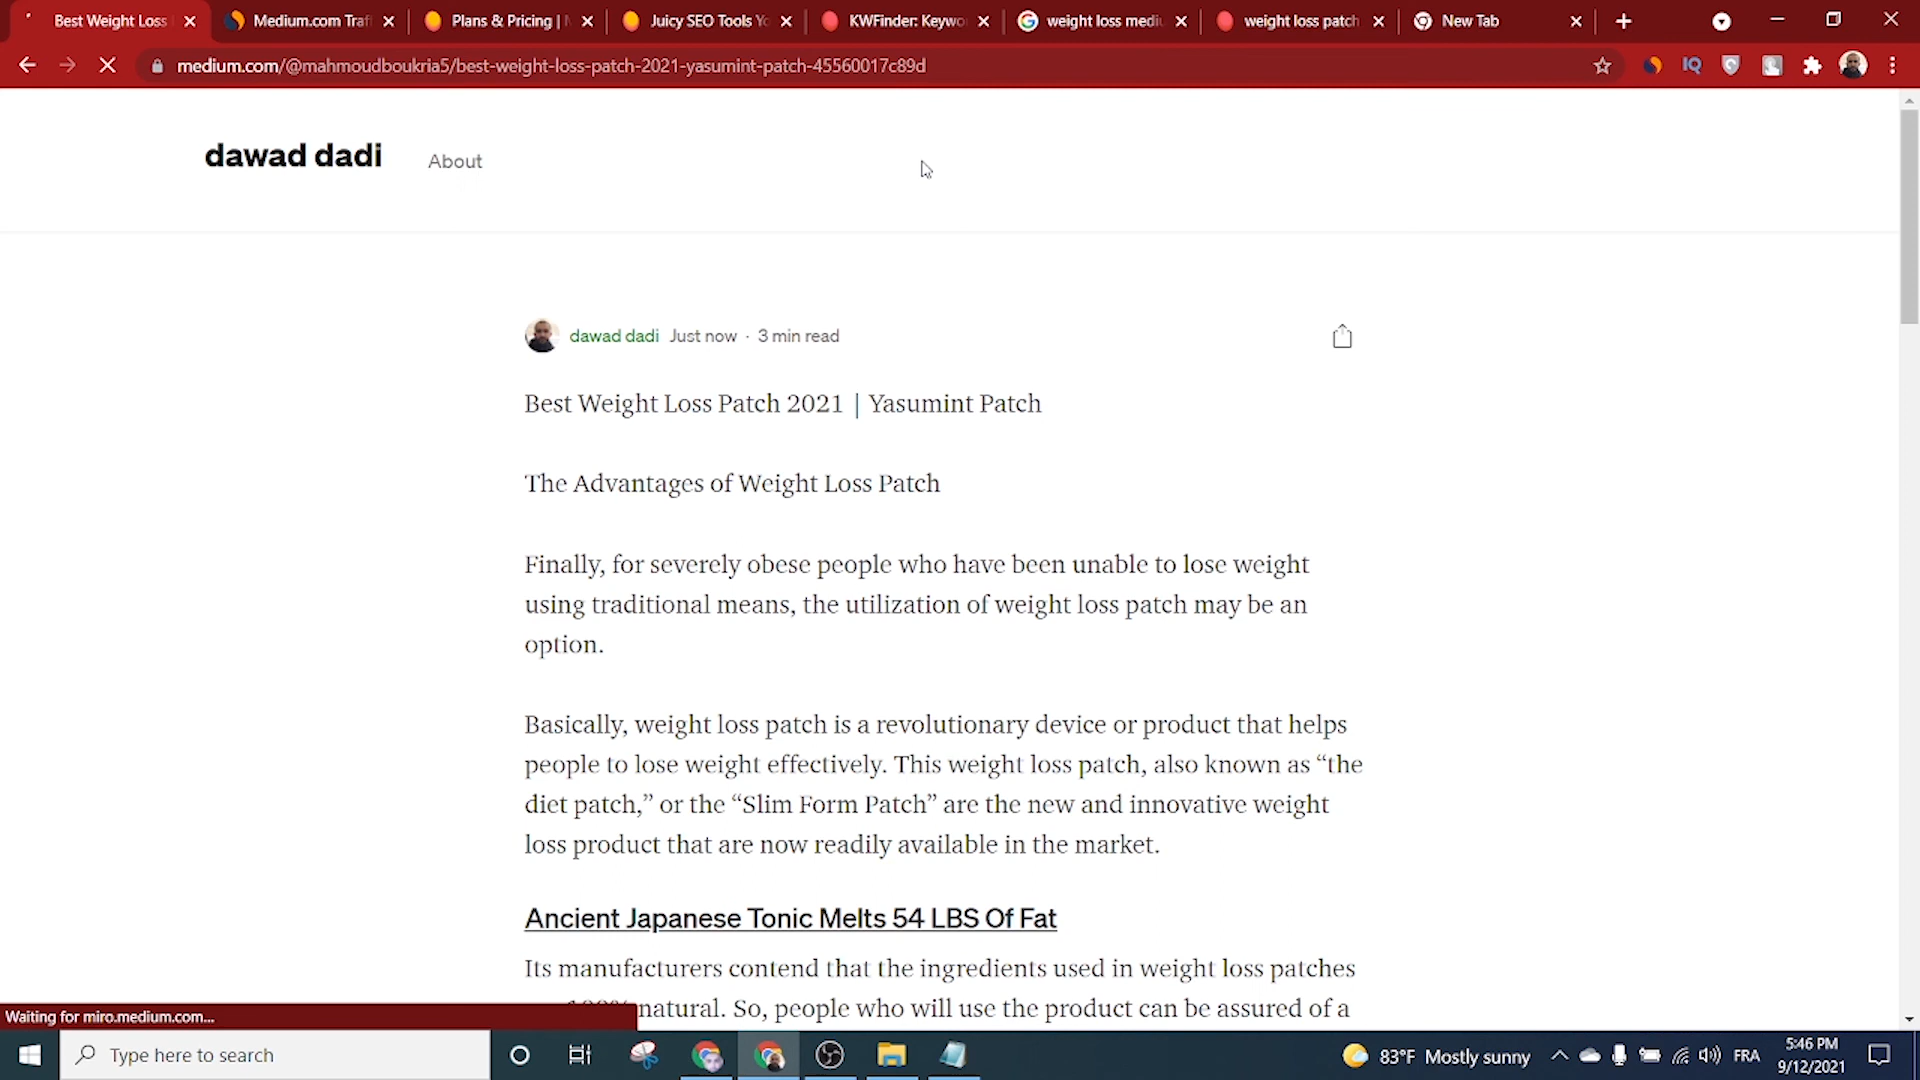 Best Weight Loss
Medium.com Traf
Plans & Pricing |
Juicy SEO Tools Yo
KWFinder: Keywo
weight loss medi
weight loss patch
New Tab
medium.com/@mahmoudboukria5/best-weight-loss-patch-2021-yasumint-patch-45560017c89d
dawad dadi
About
dawad dadi Just now · 3 min read
Best Weight Loss Patch 2021 | Yasumint Patch
The Advantages of Weight Loss Patch
Finally, for severely obese people who have been unable to lose weight
using traditional means, the utilization of weight loss patch may be an
option.
Basically, weight loss patch is a revolutionary device or product that helps
people to lose weight effectively. This weight loss patch, also known as “the
diet patch,” or the “Slim Form Patch” are the new and innovative weight
loss product that are now readily available in the market.
Ancient Japanese Tonic Melts 54 LBS Of Fat
Its manufacturers contend that the ingredients used in weight loss patches
natural. So, people who will use the product can be assured of a
Waiting for miro.medium.com...
Type here to search
83°F Mostly sunny
FRA
5:46 PM
9/12/2021